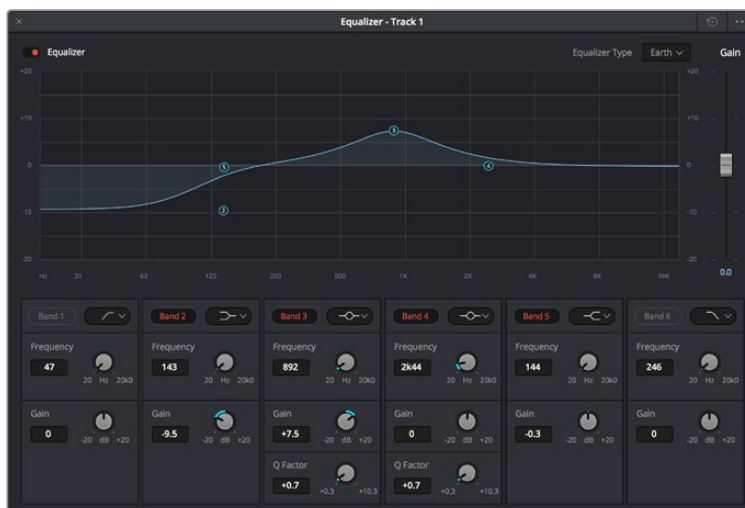 Equalizer - Track 1
Equalizer
Equalizer Type
Earth
Gain
+20
+20
+10
+10
0
0
-10
-10
-20
-20
Hz 31 62 125 250 500 1K 2K 4K 8K 16K
0.0
5
2
3
4
Band 1
Band 2
Band 3
Band 4
Band 5
Band 6
Frequency
Frequency
Frequency
Frequency
Frequency
Frequency
47
143
892
2k44
144
246
20 Hz 20k0
20 Hz 20k0
20 Hz 20k0
20 Hz 20k0
20 Hz 20k0
20 Hz 20k0
Gain
Gain
Gain
Gain
Gain
Gain
0
-9.5
+7.5
0
-0.3
0
-20 dB +20
-20 dB +20
-20 dB +20
-20 dB +20
-20 dB +20
-20 dB +20
Q Factor
Q Factor
+0.7
+0.7
+0.3 +10.3
+0.3 +10.3